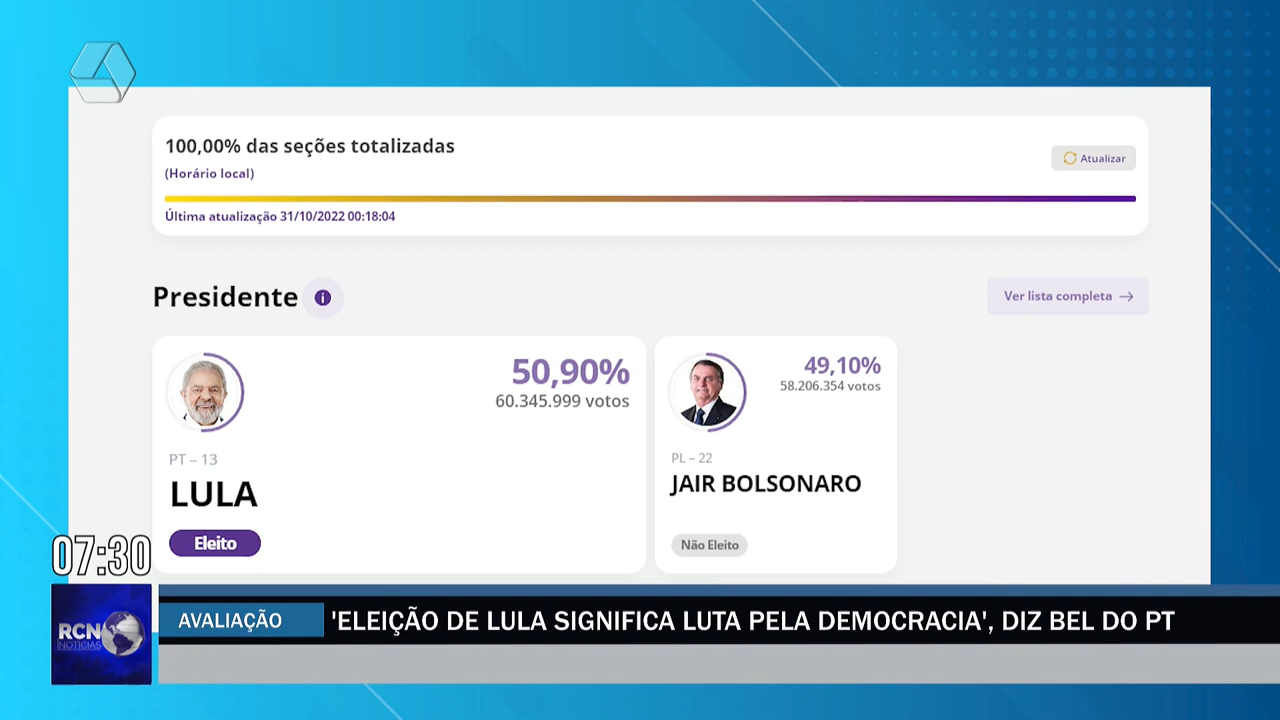 100,00% das seções totalizadas
(Horário local)
Atualizar
Última atualização 31/10/2022 00:18:04
Presidente i
Ver lista completa →
50,90%
60.345.999 votos
PT – 13
LULA
Eleito
49,10%
58.206.354 votos
PL – 22
JAIR BOLSONARO
Não Eleito
07:30
RCN
NOTÍCIAS
AVALIAÇÃO
'ELEIÇÃO DE LULA SIGNIFICA LUTA PELA DEMOCRACIA', DIZ BEL DO PT